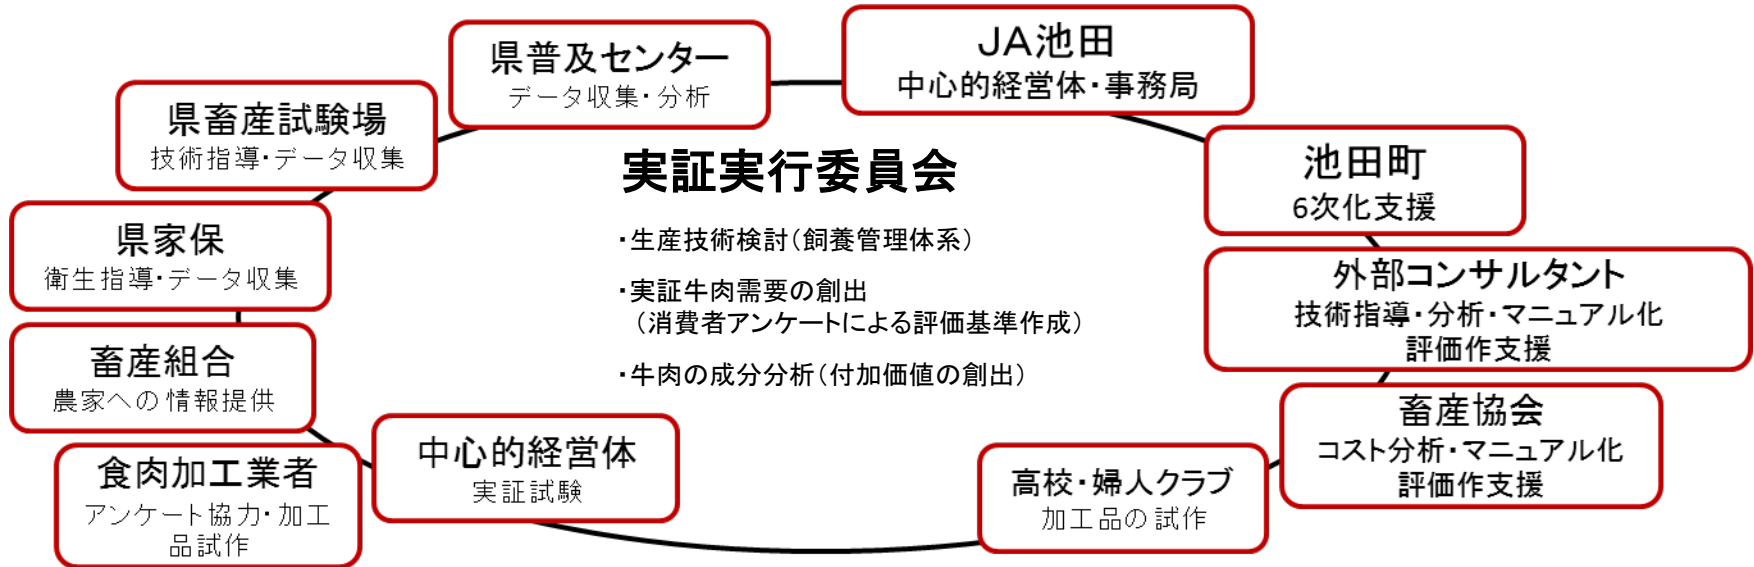 県普及センター
データ収集・分析
JA池田
中心的経営体・事務局
県畜産試験場
技術指導・データ収集
池田町
6次化支援
実証実行委員会
県家保
衛生指導・データ収集
・生産技術検討(飼養管理体系)
・実証牛肉需要の創出
(消費者アンケートによる評価基準作成)
・牛肉の成分分析(付加価値の創出)
外部コンサルタント
技術指導・分析・マニュアル化
評価作支援
畜産組合
農家への情報提供
畜産協会
コスト分析・マニュアル化
評価作支援
食肉加工業者
アンケート協力・加工
品試作
中心的経営体
実証試験
高校・婦人クラブ
加工品の試作